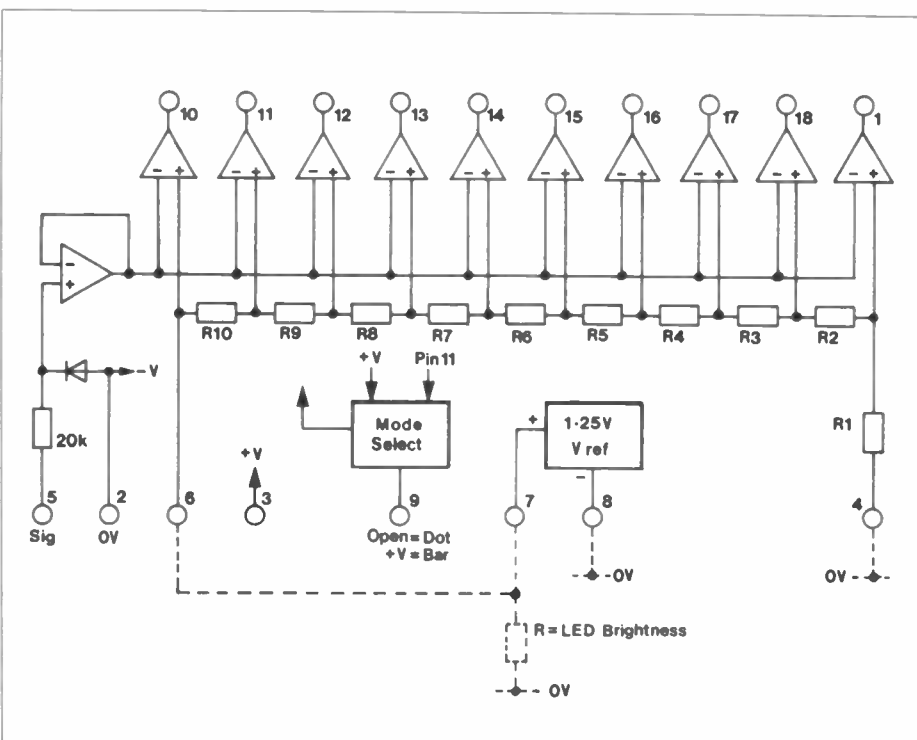 10 11 12 13 14 15 16 17 18 1
- + - + - + - + - + - + - + - + - + - +
-
+
R10 R9 R8 R7 R6 R5 R4 R3 R2
-V
+V Pin 11
20k
Mode
Select
+
1·25V
V ref
-
R1
+V
5 2 6 3 9 7 8 4
Sig 0V
Open = Dot
+V = Bar
0V
0V
R = LED Brightness
0V